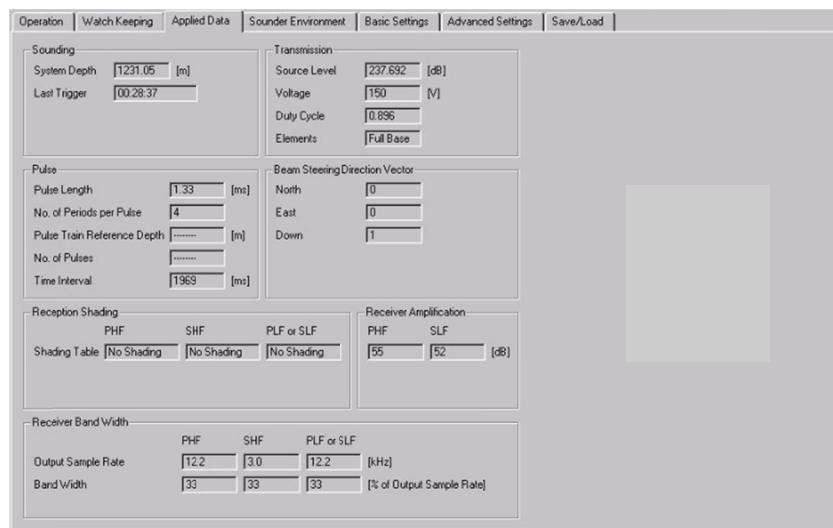 Operation Watch Keeping Applied Data Sounder Environment Basic Settings Advanced Settings Save/Load
Sounding
System Depth 1231.05 [m]
Last Trigger 00:28:37
Transmission
Source Level 237.692 [dB]
Voltage 150 [V]
Duty Cycle 0.896
Elements Full Base
Pulse
Pulse Length 1.33 [ms]
No. of Periods per Pulse 4
Pulse Train Reference Depth -------- [m]
No. of Pulses --------
Time Interval 1969 [ms]
Beam Steering Direction Vector
North 0
East 0
Down 1
Reception Shading
PHF SHF PLF or SLF
Shading Table No Shading No Shading No Shading
Receiver Amplification
PHF SLF
55 52 [dB]
Receiver Band Width
PHF SHF PLF or SLF
Output Sample Rate 12.2 3.0 12.2 [kHz]
Band Width 33 33 33 [% of Output Sample Rate]